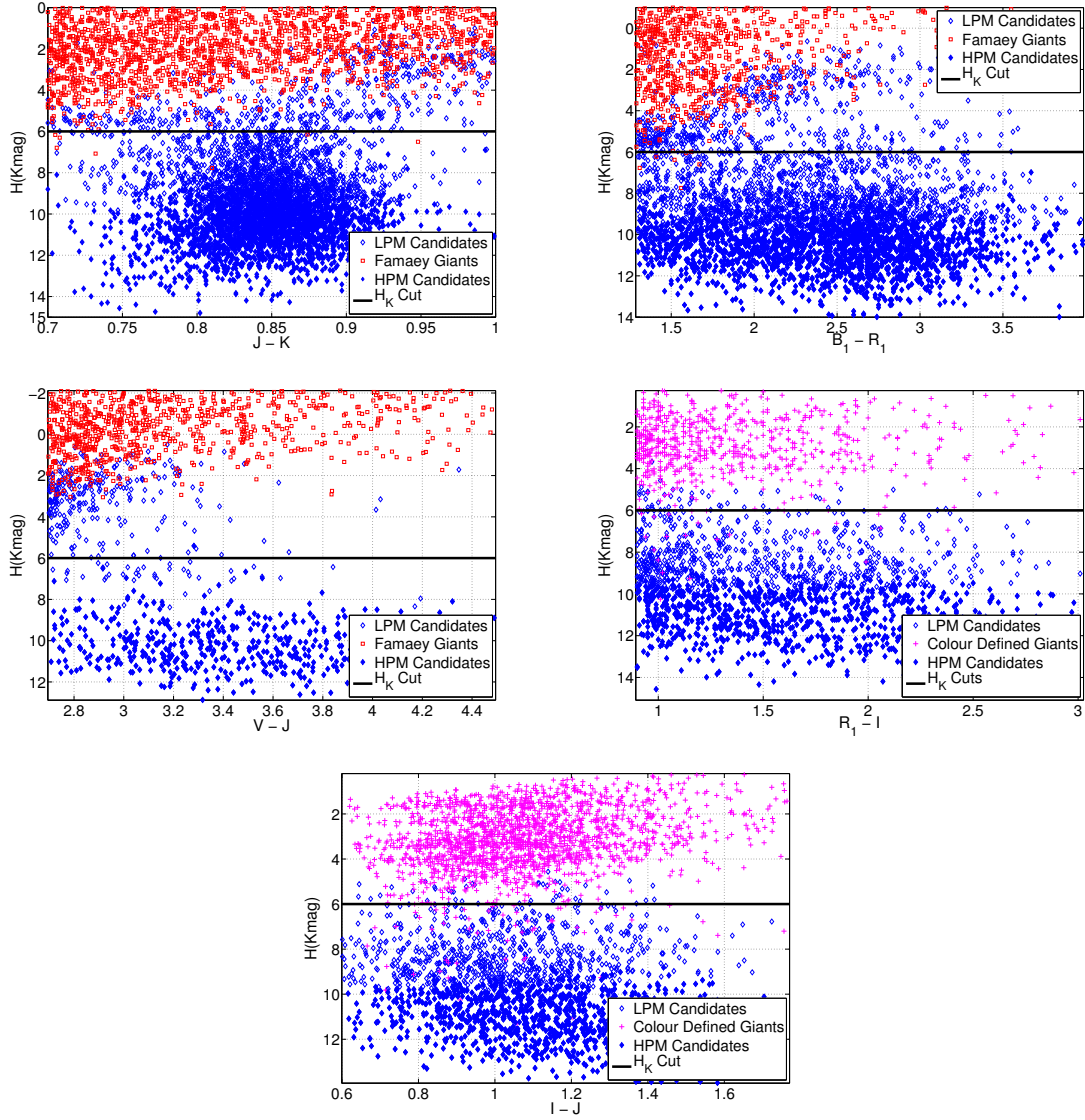 0
2
4
6
8
10
12
14
15
H(Kmag)
0.7 0.75 0.8 0.85 0.9 0.95 1
J − K
LPM Candidates
Famaey Giants
HPM Candidates
H_K Cut
0
2
4
6
8
10
12
14
H(Kmag)
1.5 2 2.5 3 3.5
B_1 − R_1
LPM Candidates
Famaey Giants
HPM Candidates
H_K Cut
−2
0
2
4
6
8
10
12
H(Kmag)
2.8 3 3.2 3.4 3.6 3.8 4 4.2 4.4
V − J
LPM Candidates
Famaey Giants
HPM Candidates
H_K Cut
2
4
6
8
10
12
14
H(Kmag)
1 1.5 2 2.5 3
R_1 − I
LPM Candidates
Colour Defined Giants
HPM Candidates
H_K Cuts
2
4
6
8
10
12
H(Kmag)
0.6 0.8 1 1.2 1.4 1.6
I − J
LPM Candidates
Colour Defined Giants
HPM Candidates
H_K Cut